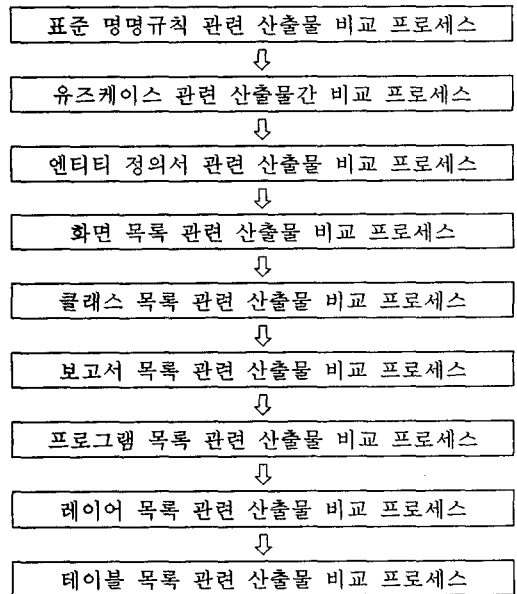 표준 명명규칙 관련 산출물 비교 프로세스
유즈케이스 관련 산출물간 비교 프로세스
엔티티 정의서 관련 산출물 비교 프로세스
화면 목록 관련 산출물 비교 프로세스
클래스 목록 관련 산출물 비교 프로세스
보고서 목록 관련 산출물 비교 프로세스
프로그램 목록 관련 산출물 비교 프로세스
레이어 목록 관련 산출물 비교 프로세스
테이블 목록 관련 산출물 비교 프로세스